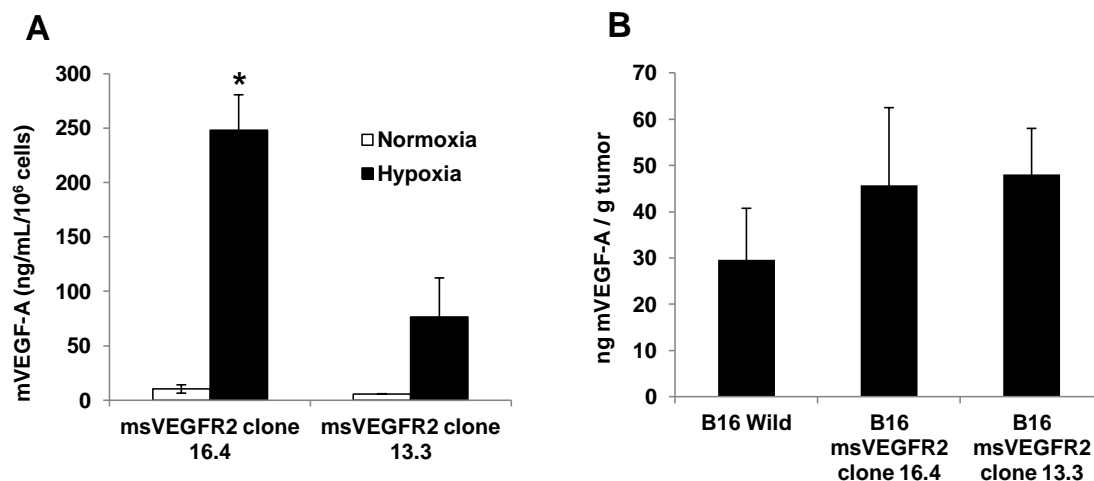 A
mVEGF-A (ng/mL/10⁶ cells)
300
250
200
150
100
50
0
*
Normoxia
Hypoxia
msVEGFR2 clone
16.4
msVEGFR2 clone
13.3
B
ng mVEGF-A / g tumor
70
60
50
40
30
20
10
0
B16 Wild
B16
msVEGFR2
clone 16.4
B16
msVEGFR2
clone 13.3